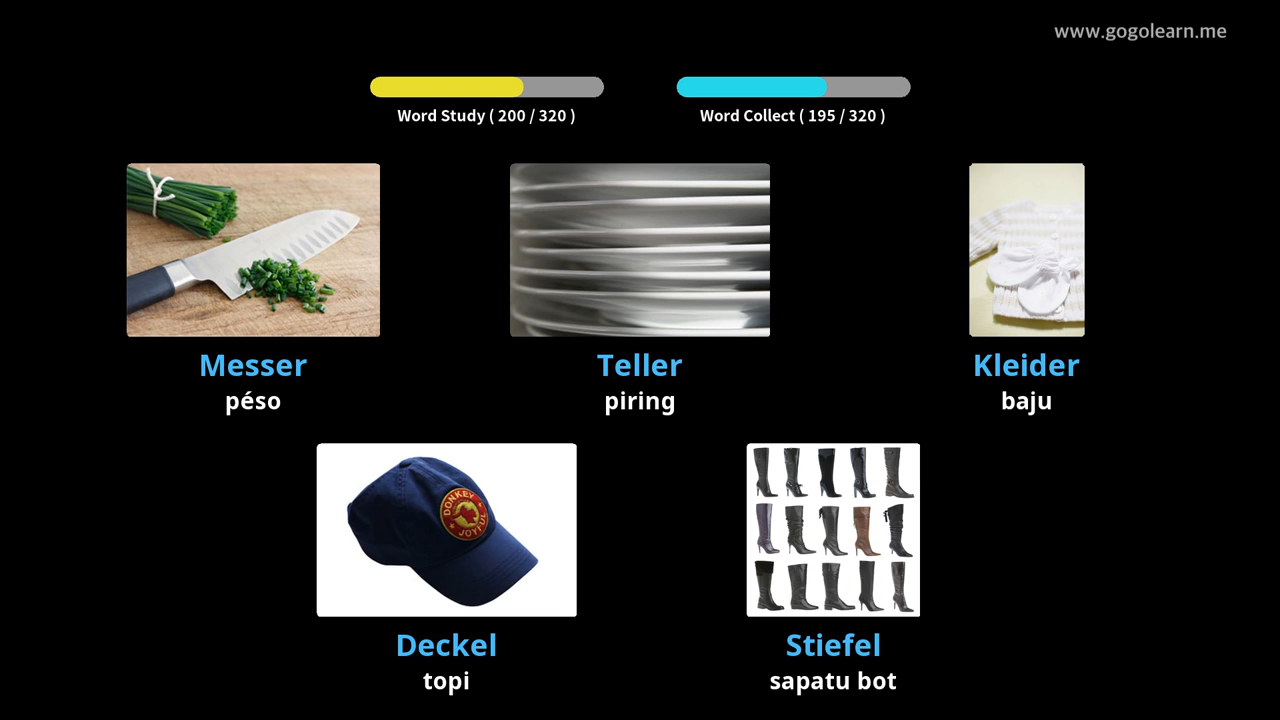 www.gogolearn.me
Word Study ( 200 / 320 )
Word Collect ( 195 / 320 )
Messer
péso
Teller
piring
Kleider
baju
DONKEY
JOYFUL
Deckel
topi
Stiefel
sapatu bot